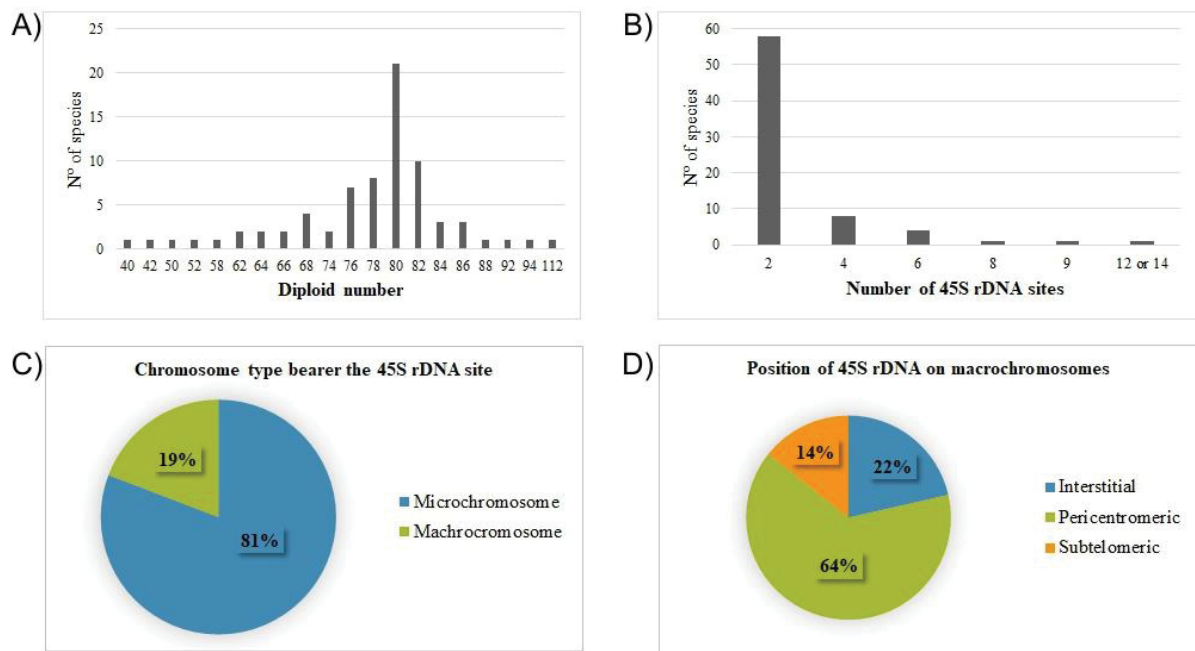 A)
25
20
15
10
5
0
Nº of species
40 42 50 52 58 62 64 66 68 74 76 78 80 82 84 86 88 92 94 112
Diploid number
B)
60
50
40
30
20
10
0
Nº of species
2 4 6 8 9 12 or 14
Number of 45S rDNA sites
C)
Chromosome type bearer the 45S rDNA site
19%
81%
Microchromosome
Machrocromosome
D)
Position of 45S rDNA on macrochromosomes
14%
22%
64%
Interstitial
Pericentromeric
Subtelomeric